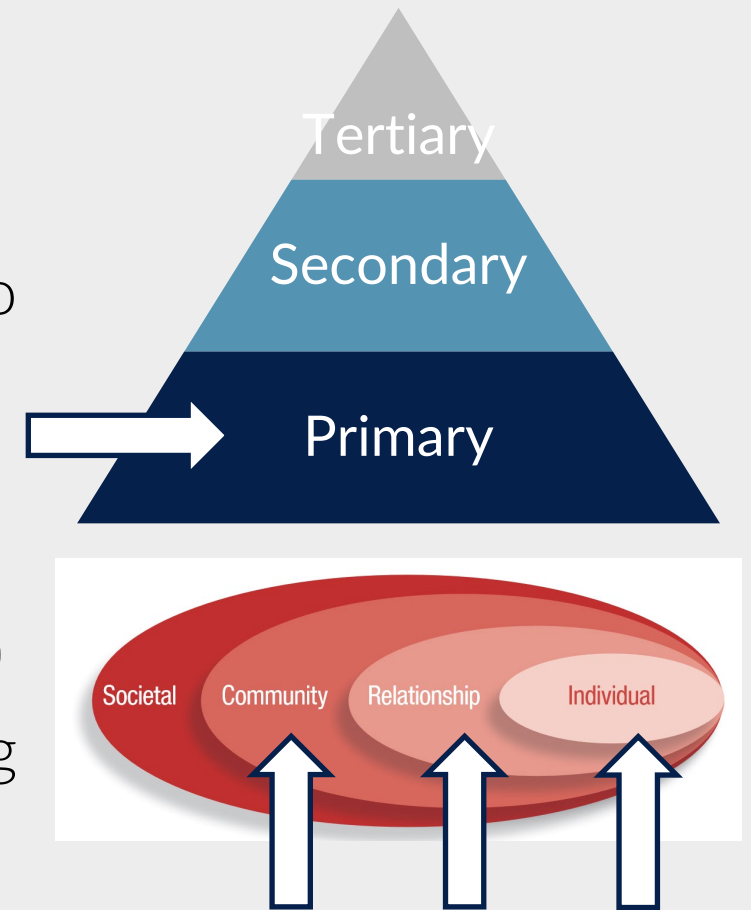 Tertiary
Secondary
Primary
Societal Community Relationship Individual